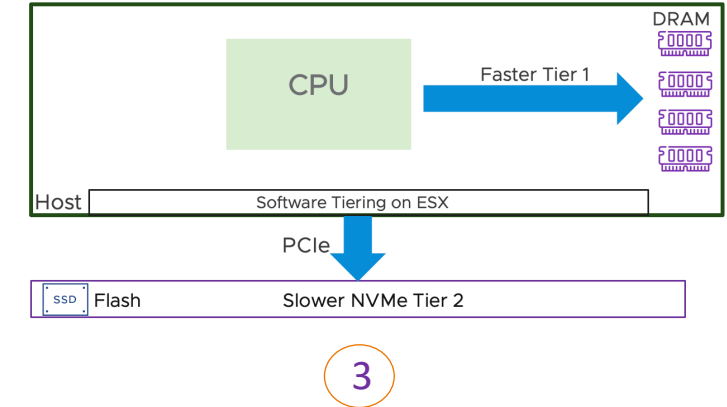 DRAM
CPU
Faster Tier 1
Host
Software Tiering on ESX
PCIe
SSD
Flash
Slower NVMe Tier 2
3